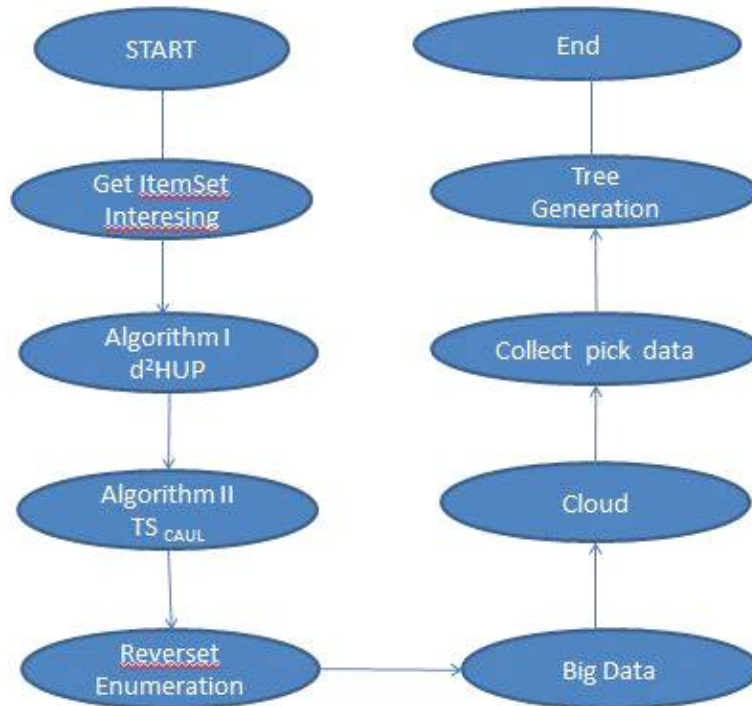 START
Get ItemSet
Interesing
Algorithm I
d²HUP
Algorithm II
TS CAUL
Reverset
Enumeration
Big Data
Cloud
Collect pick data
Tree
Generation
End